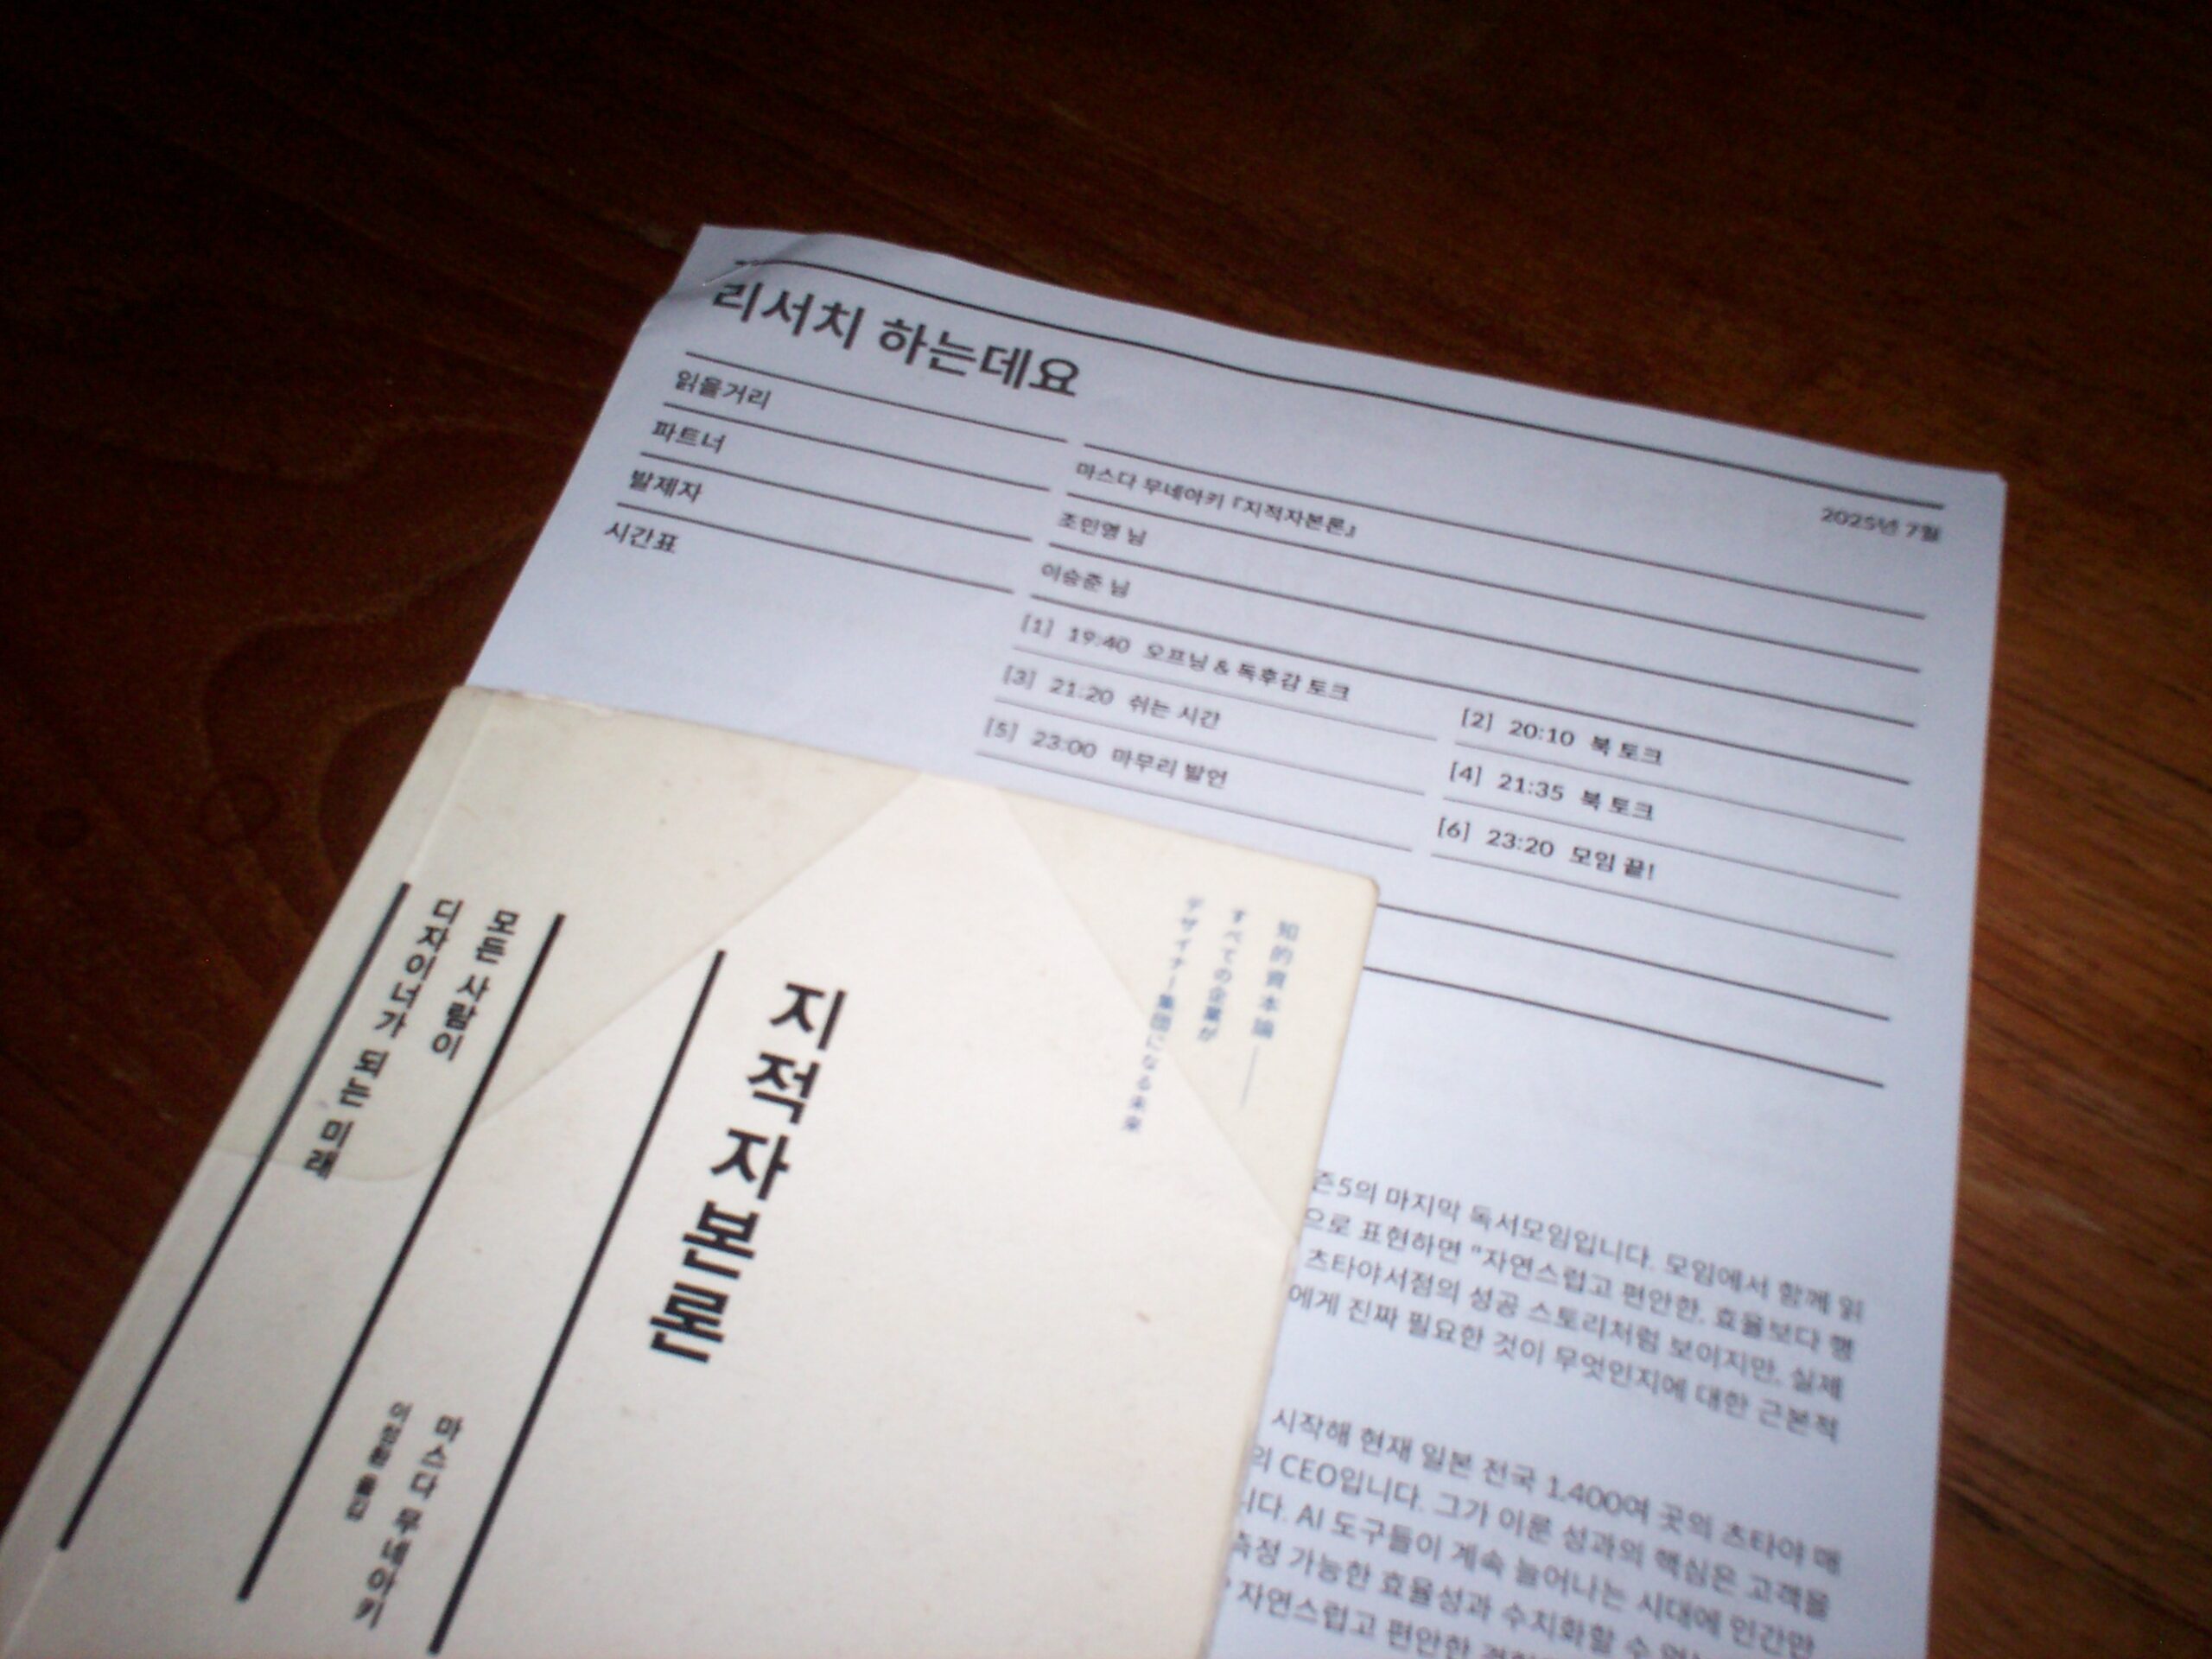 리서치 하는데요
2025년 7월
읽을거리
마스다 무네아키 『지적자본론』
파트너
조민영 님
발제자
이승준 님
시간표
[1] 19:40 오프닝 & 독후감 토크
[2] 20:10 북 토크
[3] 21:20 쉬는 시간
[4] 21:35 북 토크
[5] 23:00 마무리 발언
[6] 23:20 모임 끝!
즌5의 마지막 독서모임입니다. 모임에서 함께 읽
으로 표현하면 "자연스럽고 편안한, 효율보다 행
츠타야서점의 성공 스토리처럼 보이지만, 실제
에게 진짜 필요한 것이 무엇인지에 대한 근본적
시작해 현재 일본 전국 1,400여 곳의 츠타야 매
의 CEO입니다. 그가 이룬 성과의 핵심은 고객을
니다. AI 도구들이 계속 늘어나는 시대에 인간만
측정 가능한 효율성과 수치화할 수
자연스럽고 편안한
知的資本論——
すべての企業が
デザイナー集団になる未来
지적자본론
모든 사람이
디자이너가 되는 미래
마스다 무네아키
옮김